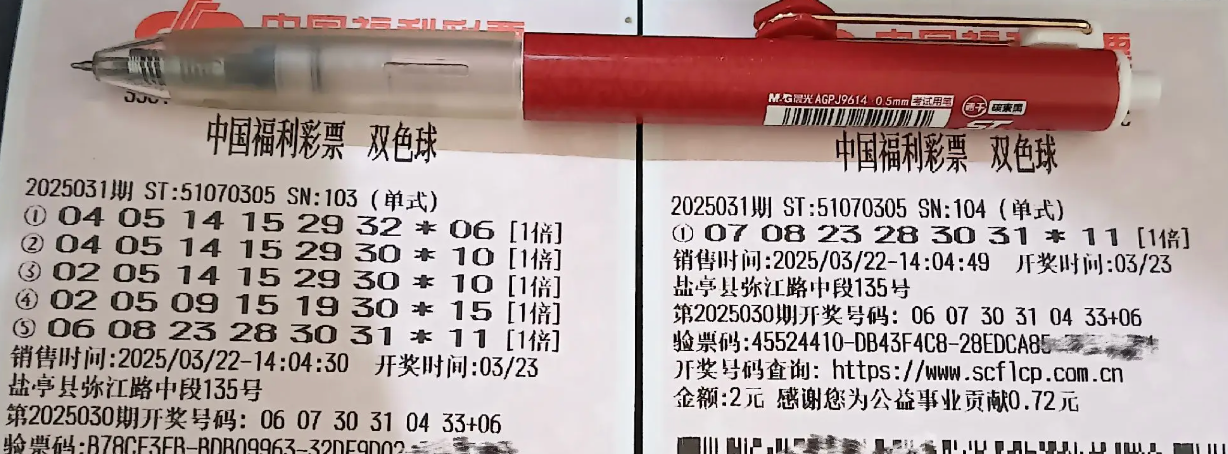 中国福利彩票
中国福利彩票
M&G晨光 AGPJ9614 0.5mm 考试用笔
ST
中国福利彩票 双色球
2025031期 ST:51070305 SN:103 (单式)
① 04 05 14 15 29 32 * 06 [1倍]
② 04 05 14 15 29 30 * 10 [1倍]
③ 02 05 14 15 29 30 * 10 [1倍]
④ 02 05 09 15 19 30 * 15 [1倍]
⑤ 06 08 23 28 30 31 * 11 [1倍]
销售时间:2025/03/22-14:04:30 开奖时间:03/23
盐亭县弥江路中段135号
第2025030期开奖号码: 06 07 30 31 04 33+06
验票码:B78CF3FB-BDB09963-32DF9D02
中国福利彩票 双色球
2025031期 ST:51070305 SN:104 (单式)
① 07 08 23 28 30 31 * 11 [1倍]
销售时间:2025/03/22-14:04:49 开奖时间:03/23
盐亭县弥江路中段135号
第2025030期开奖号码: 06 07 30 31 04 33+06
验票码:45524410-DB43F4C8-28EDCA85
开奖号码查询: https://www.scflcp.com.cn
金额:2元 感谢您为公益事业贡献0.72元